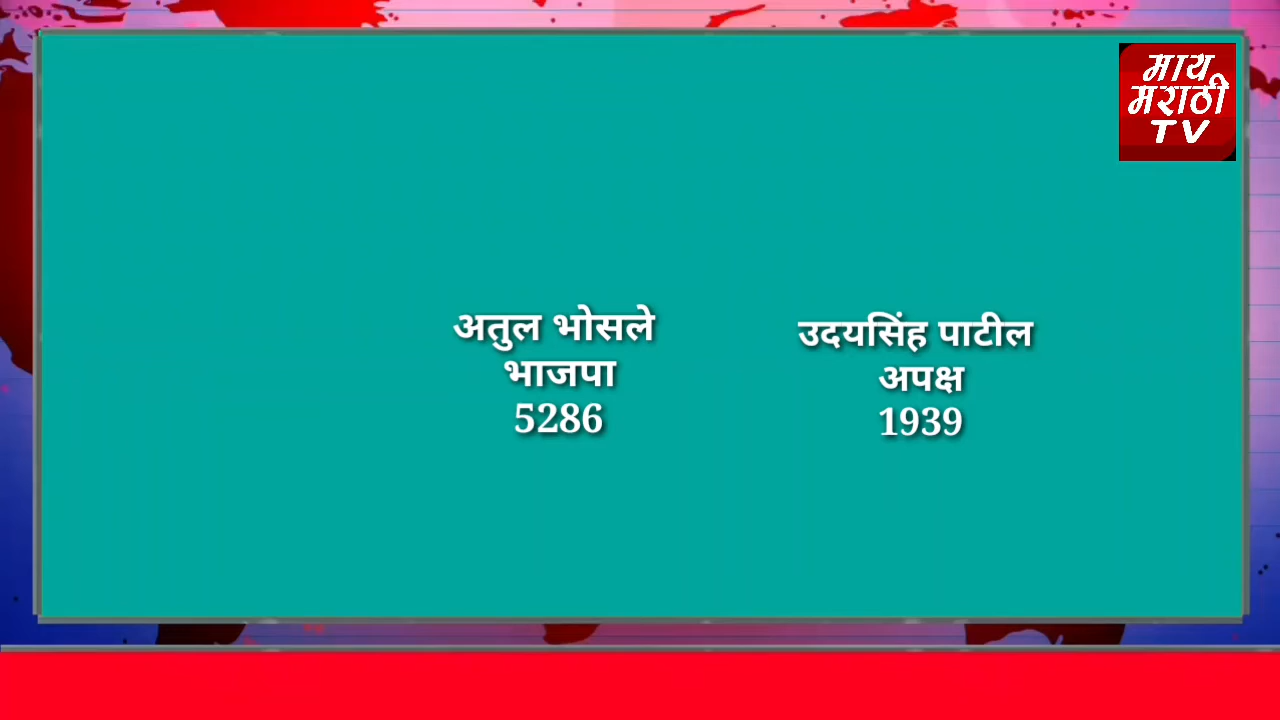 माय
मराठी
TV
अतुल भोसले
भाजपा
5286
उदयसिंह पाटील
अपक्ष
1939